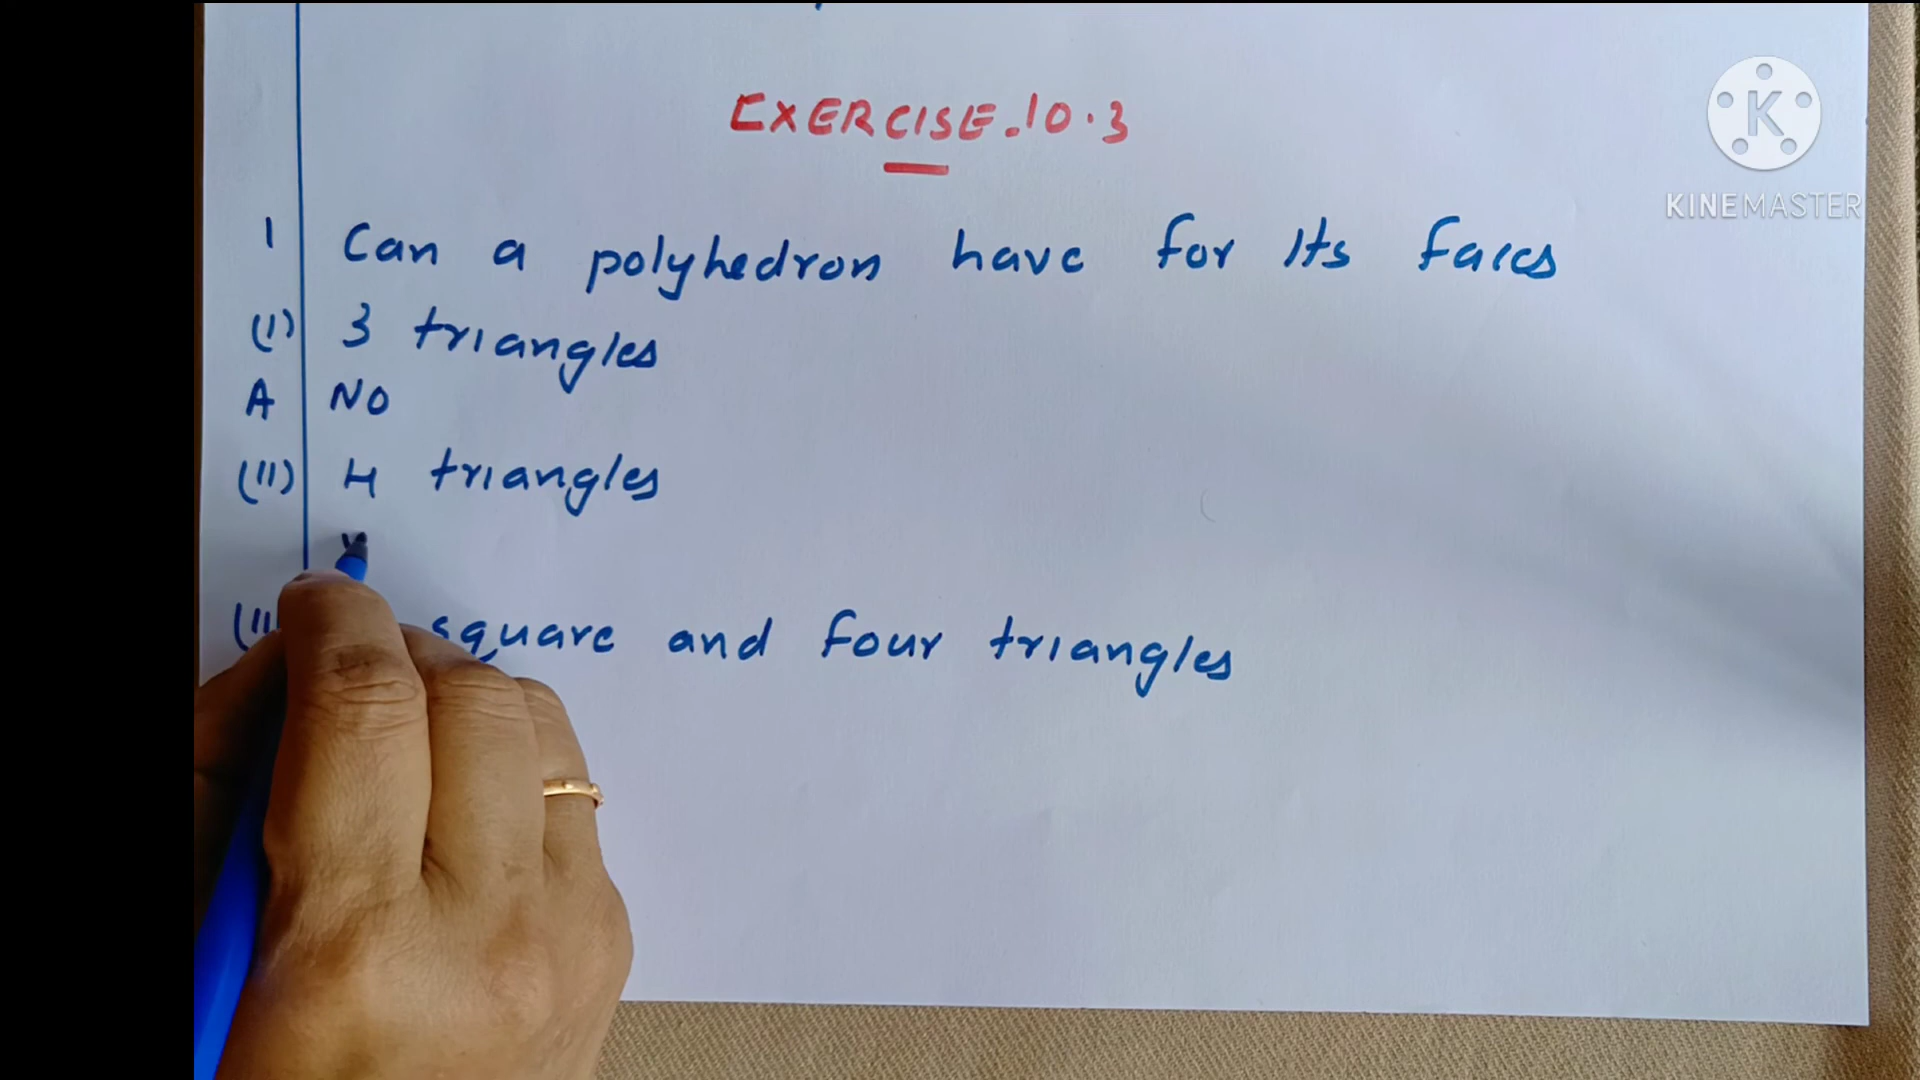 EXERCISE.10.3
KINEMASTER
1 Can a polyhedron have for its faces
(i) 3 triangles
A NO
(ii) 4 triangles
square and four triangles